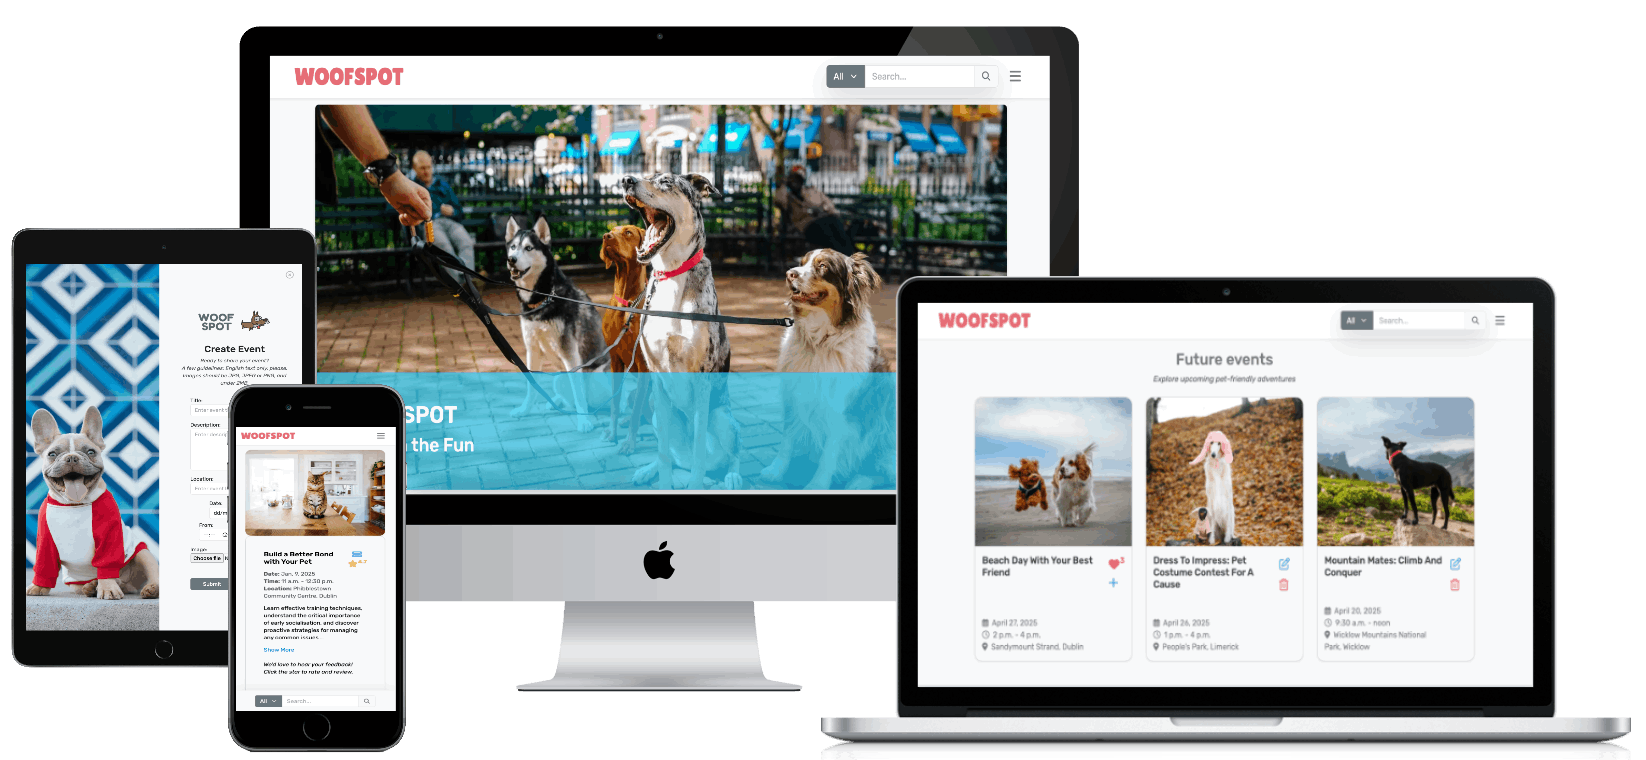 WOOFSPOT
All
Search...
SPOT
the Fun
WOOF
SPOT
Create Event
Ready to share your event?
A few guidelines: English text only, please.
Images should be JPG, JPEG or PNG, and
under 2MB.
Title:
Enter event
Description:
Enter descri
Location:
Enter event
Date:
dd/m
From:
--:--
Image:
Choose file
Submit
WOOFSPOT
Build a Better Bond
with Your Pet
Date: Jan. 9, 2025
Time: 11 a.m. - 12:30 p.m.
Location: Phibblestown
Community Centre, Dublin
Learn effective training techniques,
understand the critical importance
of early socialisation, and discover
proactive strategies for managing
any common issues.
Show More
We'd love to hear your feedback!
Click the star to rate and review.
All
Search...
WOOFSPOT
All
Search...
Future events
Explore upcoming pet-friendly adventures
Beach Day With Your Best
Friend
3
April 27, 2025
2 p.m. - 4 p.m.
Sandymount Strand, Dublin
Dress To Impress: Pet
Costume Contest For A
Cause
April 26, 2025
1 p.m. - 4 p.m.
People's Park, Limerick
Mountain Mates: Climb And
Conquer
April 20, 2025
9:30 a.m. - noon
Wicklow Mountains National
Park, Wicklow